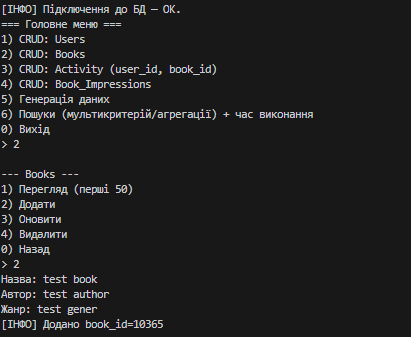 [ІНФО] Підключення до БД — ОК.
=== Головне меню ===
1) CRUD: Users
2) CRUD: Books
3) CRUD: Activity (user_id, book_id)
4) CRUD: Book_Impressions
5) Генерація даних
6) Пошуки (мультикритерій/агрегації) + час виконання
0) Вихід
> 2
--- Books ---
1) Перегляд (перші 50)
2) Додати
3) Оновити
4) Видалити
0) Назад
> 2
Назва: test book
Автор: test author
Жанр: test gener
[ІНФО] Додано book_id=10365